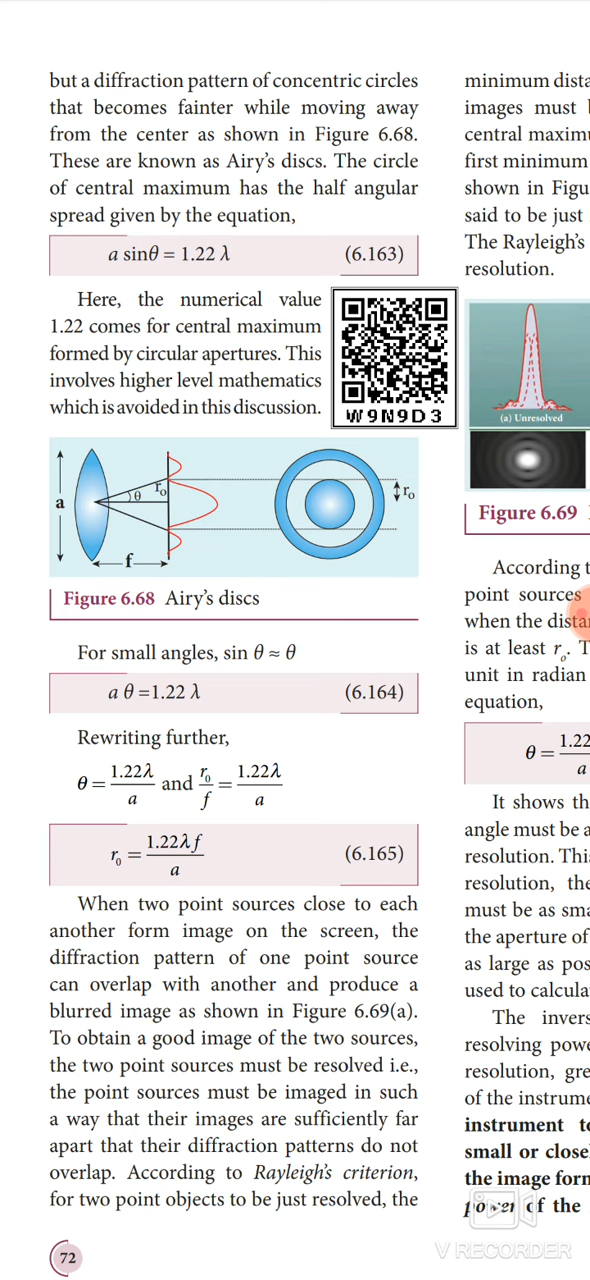 but a diffraction pattern of concentric circles
that becomes fainter while moving away
from the center as shown in Figure 6.68.
These are known as Airy's discs. The circle
of central maximum has the half angular
spread given by the equation,
a sinθ = 1.22 λ (6.163)
Here, the numerical value
1.22 comes for central maximum
formed by circular apertures. This
involves higher level mathematics
which is avoided in this discussion.
W9N9D3
a
θ
r₀
f
r₀
Figure 6.68 Airy's discs
For small angles, sin θ ≈ θ
a θ =1.22 λ (6.164)
Rewriting further,
θ = 1.22λ/a and r₀/f = 1.22λ/a
r₀ = 1.22λf/a (6.165)
When two point sources close to each
another form image on the screen, the
diffraction pattern of one point source
can overlap with another and produce a
blurred image as shown in Figure 6.69(a).
To obtain a good image of the two sources,
the two point sources must be resolved i.e.,
the point sources must be imaged in such
a way that their images are sufficiently far
apart that their diffraction patterns do not
overlap. According to Rayleigh's criterion,
for two point objects to be just resolved, the
72
minimum dista
images must
central maximu
first minimum
shown in Figu
said to be just
The Rayleigh's
resolution.
(a) Unresolved
Figure 6.69
According t
point sources
when the distan
is at least r₀. T
unit in radian
equation,
θ = 1.22/a
It shows th
angle must be a
resolution. This
resolution, the
must be as sma
the aperture of
as large as pos
used to calcula
The invers
resolving powe
resolution, gre
of the instrume
instrument to
small or close
the image form
power of the
V RECORDER